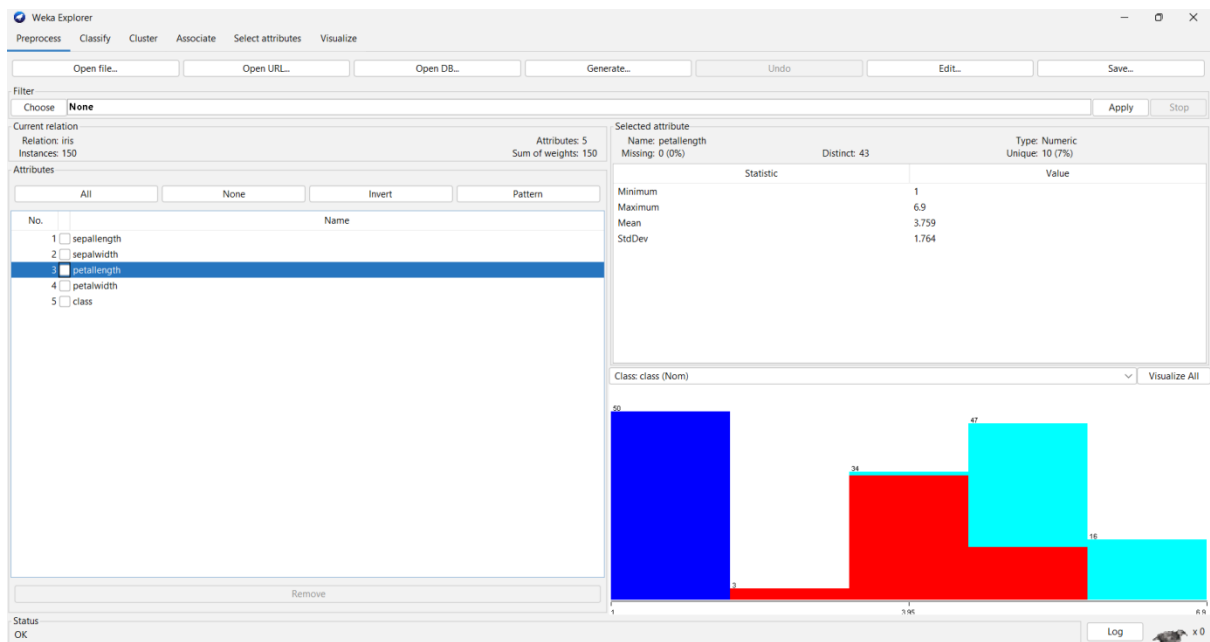 Weka Explorer
Preprocess Classify Cluster Associate Select attributes Visualize
Open file... Open URL... Open DB... Generate... Undo Edit... Save...
Filter
Choose None Apply Stop
Current relation
Relation: iris Attributes: 5
Instances: 150 Sum of weights: 150
Attributes
All None Invert Pattern
No. Name
1 sepallength
2 sepalwidth
3 petallength
4 petalwidth
5 class
Remove
Selected attribute
Name: petallength Type: Numeric
Missing: 0 (0%) Distinct: 43 Unique: 10 (7%)
Statistic Value
Minimum 1
Maximum 6.9
Mean 3.759
StdDev 1.764
Class: class (Nom) Visualize All
50
47
34
16
3
1 3.95 6.9
Status
OK Log x 0